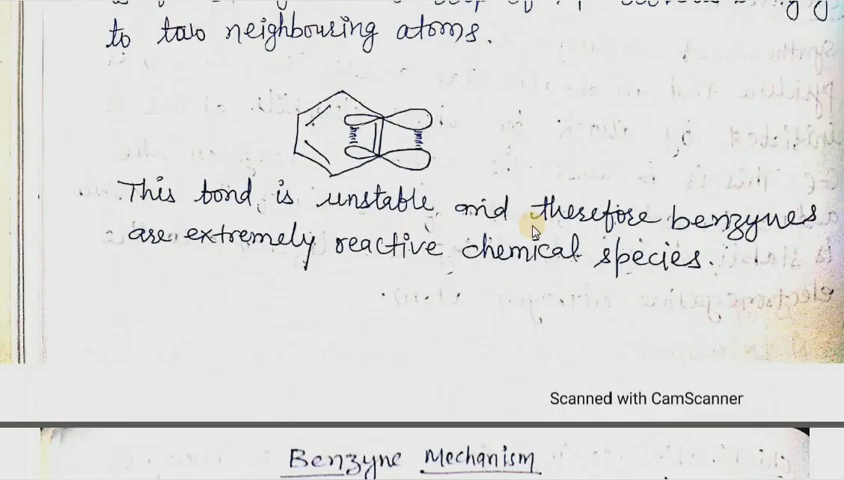 to two neighbouring atoms.
This bond is unstable and therefore benzynes
are extremely reactive chemical species.
Scanned with CamScanner
Benzyne Mechanism